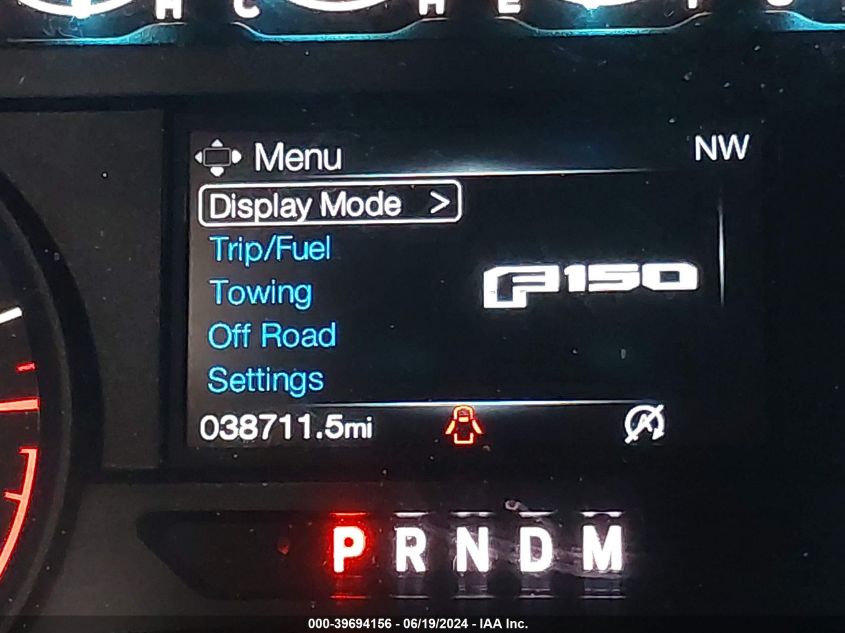 H C H E F C
Menu NW
Display Mode >
Trip/Fuel
F-150
Towing
Off Road
Settings
038711.5mi
P R N D M
000-39694156 - 06/19/2024 - IAA Inc.